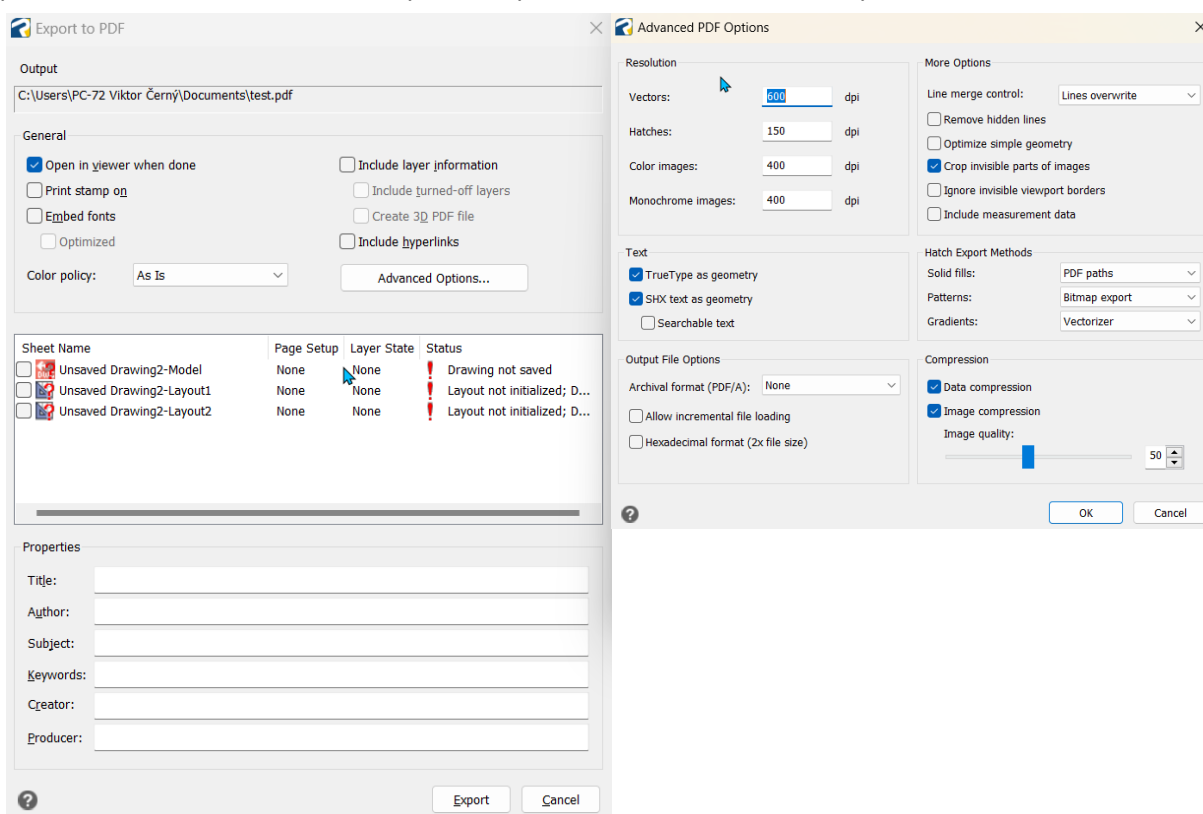 Export to PDF
Output
C:\Users\PC-72 Viktor Černý\Documents\test.pdf
General
Open in viewer when done
Include layer information
Print stamp on
Include turned-off layers
Embed fonts
Create 3D PDF file
Optimized
Include hyperlinks
Color policy: As Is
Advanced Options...
Sheet Name Page Setup Layer State Status
Unsaved Drawing2-Model None None Drawing not saved
Unsaved Drawing2-Layout1 None None Layout not initialized; D...
Unsaved Drawing2-Layout2 None None Layout not initialized; D...
Properties
Title:
Author:
Subject:
Keywords:
Creator:
Producer:
Export Cancel
Advanced PDF Options
Resolution
Vectors: 600 dpi
Hatches: 150 dpi
Color images: 400 dpi
Monochrome images: 400 dpi
More Options
Line merge control: Lines overwrite
Remove hidden lines
Optimize simple geometry
Crop invisible parts of images
Ignore invisible viewport borders
Include measurement data
Text
TrueType as geometry
SHX text as geometry
Searchable text
Hatch Export Methods
Solid fills: PDF paths
Patterns: Bitmap export
Gradients: Vectorizer
Output File Options
Archival format (PDF/A): None
Allow incremental file loading
Hexadecimal format (2x file size)
Compression
Data compression
Image compression
Image quality:
50
OK Cancel